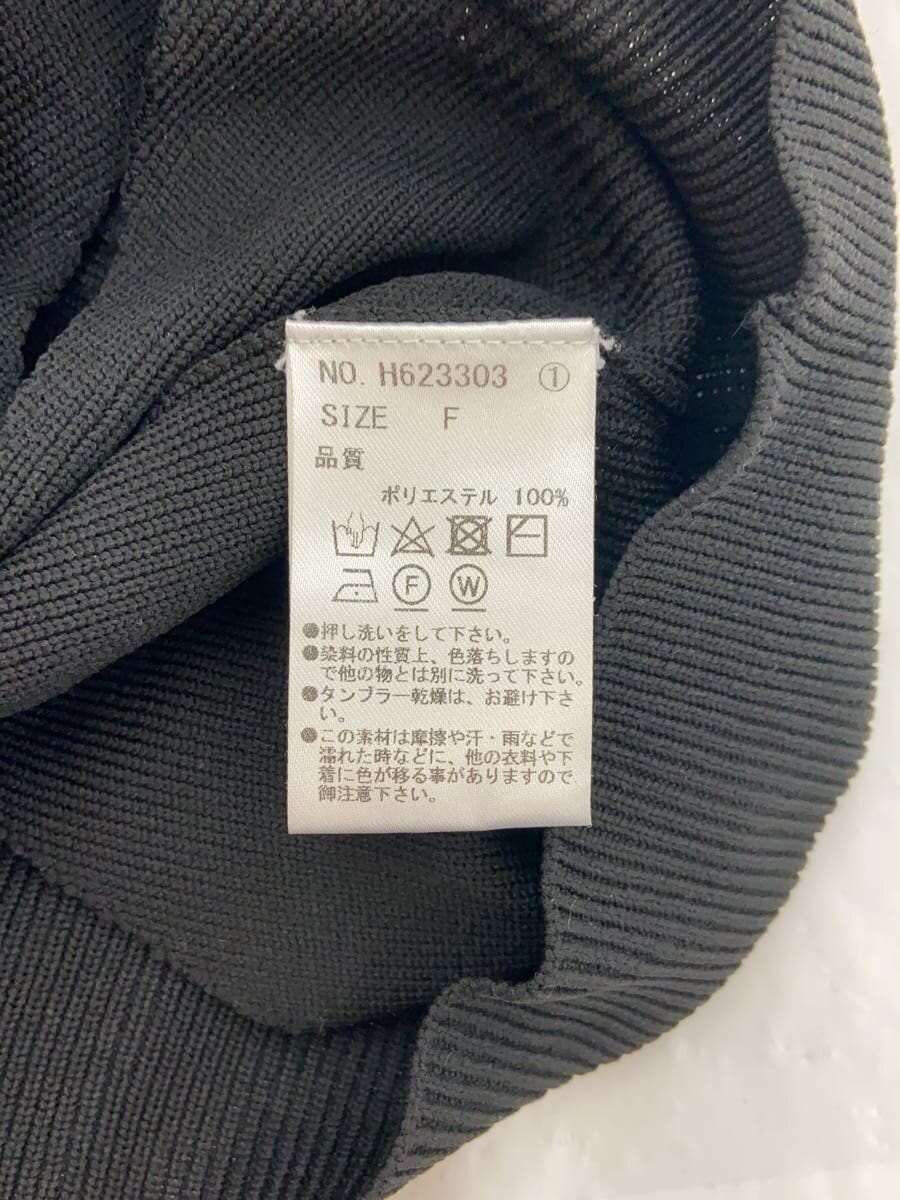 NO. H623303 ①
SIZE F
品質
ポリエステル 100%
F W
●押し洗いをして下さい。
●染料の性質上、色落ちしますの
で他の物とは別に洗って下さい。
●タンブラー乾燥は、お避け下さ
い。
●この素材は摩擦や汗・雨などで
濡れた時などに、他の衣料や下
着に色が移る事がありますので
御注意下さい。